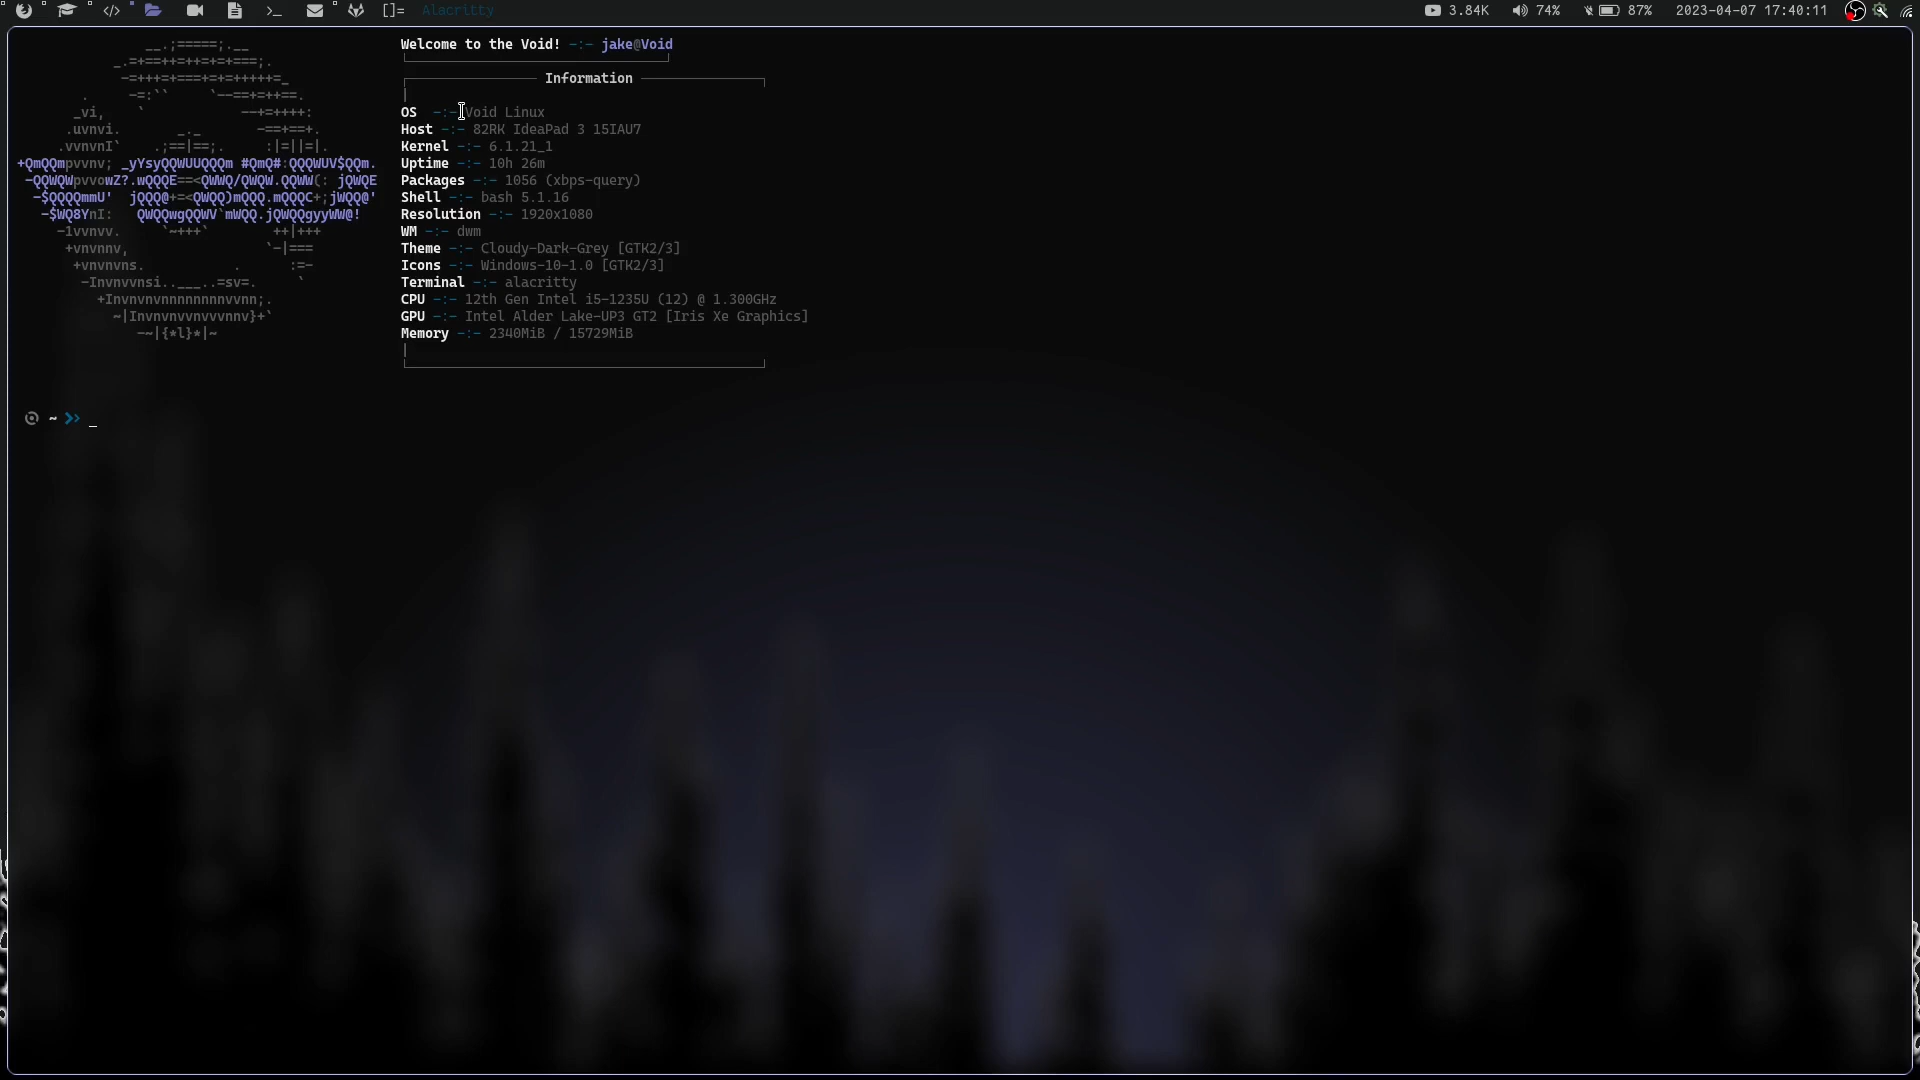 []= Alacritty 3.84K 74% 87% 2023-04-07 17:40:11
Welcome to the Void! -:- jake@Void
Information
OS -:- Void Linux
Host -:- 82RK IdeaPad 3 15IAU7
Kernel -:- 6.1.21_1
Uptime -:- 10h 26m
Packages -:- 1056 (xbps-query)
Shell -:- bash 5.1.16
Resolution -:- 1920x1080
WM -:- dwm
Theme -:- Cloudy-Dark-Grey [GTK2/3]
Icons -:- Windows-10-1.0 [GTK2/3]
Terminal -:- alacritty
CPU -:- 12th Gen Intel i5-1235U (12) @ 1.300GHz
GPU -:- Intel Alder Lake-UP3 GT2 [Iris Xe Graphics]
Memory -:- 2340MiB / 15729MiB
~ >> _